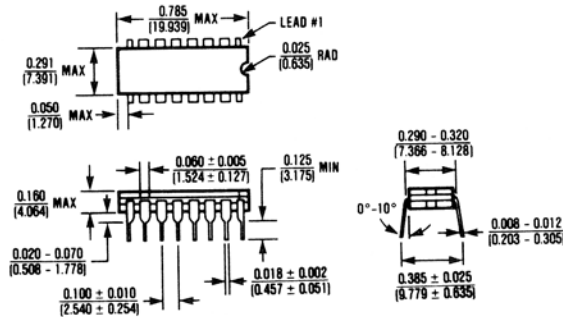 0.785
(19.939) MAX
LEAD #1
0.025
(0.635) RAD
0.291
(7.391) MAX
0.050
(1.270) MAX
0.290 - 0.320
(7.366 - 8.128)
0.060 ± 0.005
(1.524 ± 0.127)
0.125
(3.175) MIN
0.160
(4.064) MAX
0°-10°
0.008 - 0.012
(0.203 - 0.305)
0.020 - 0.070
(0.508 - 1.778)
0.018 ± 0.002
(0.457 ± 0.051)
0.100 ± 0.010
(2.540 ± 0.254)
0.385 ± 0.025
(9.779 ± 0.635)